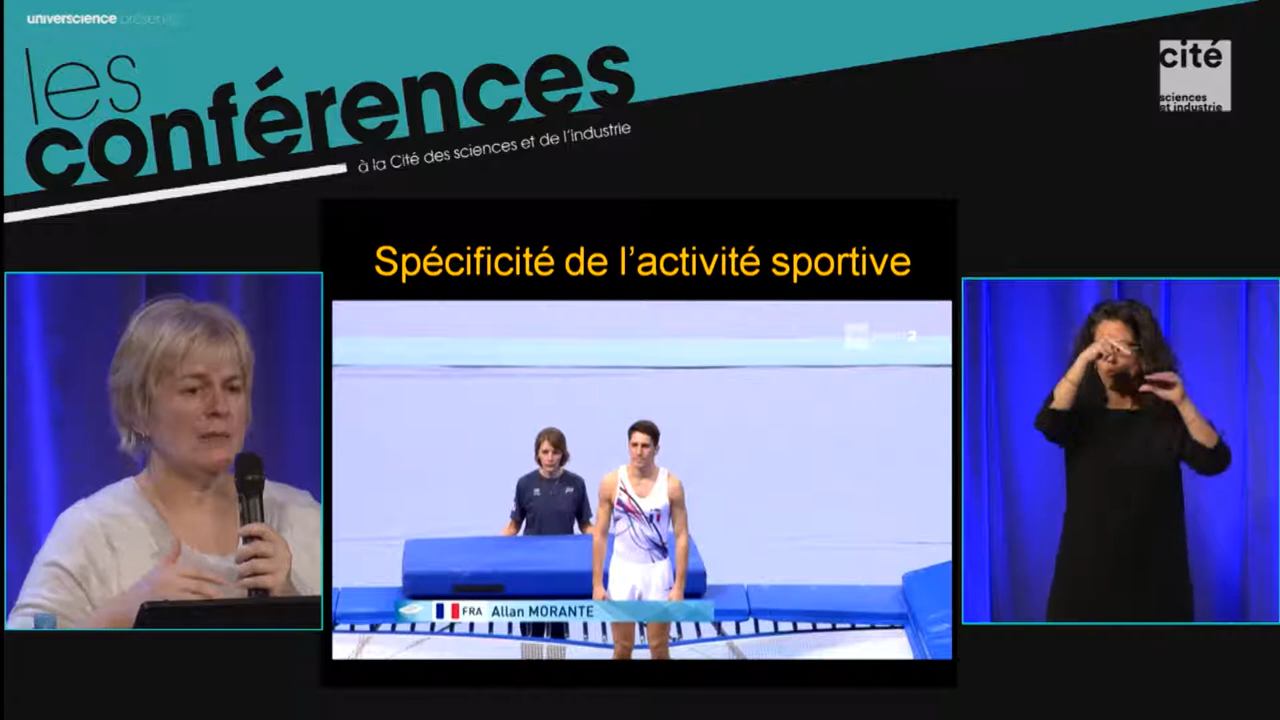 universcience présente
les
conférences
à la Cité des sciences et de l'industrie
cité
sciences
et industrie
Spécificité de l'activité sportive
2
FRA Allan MORANTE